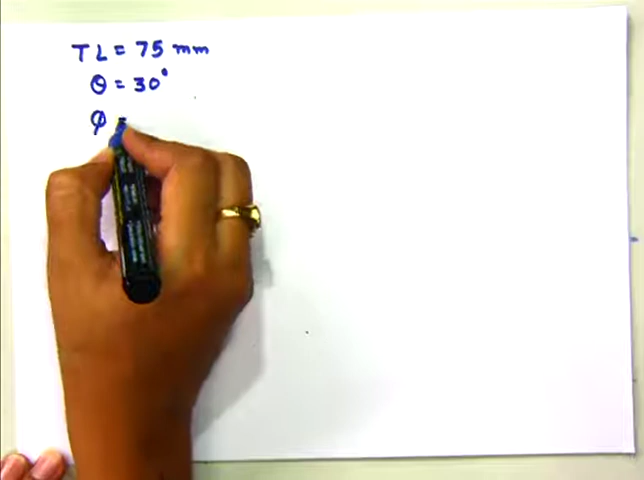 TL = 75 mm
θ = 30°
φ =